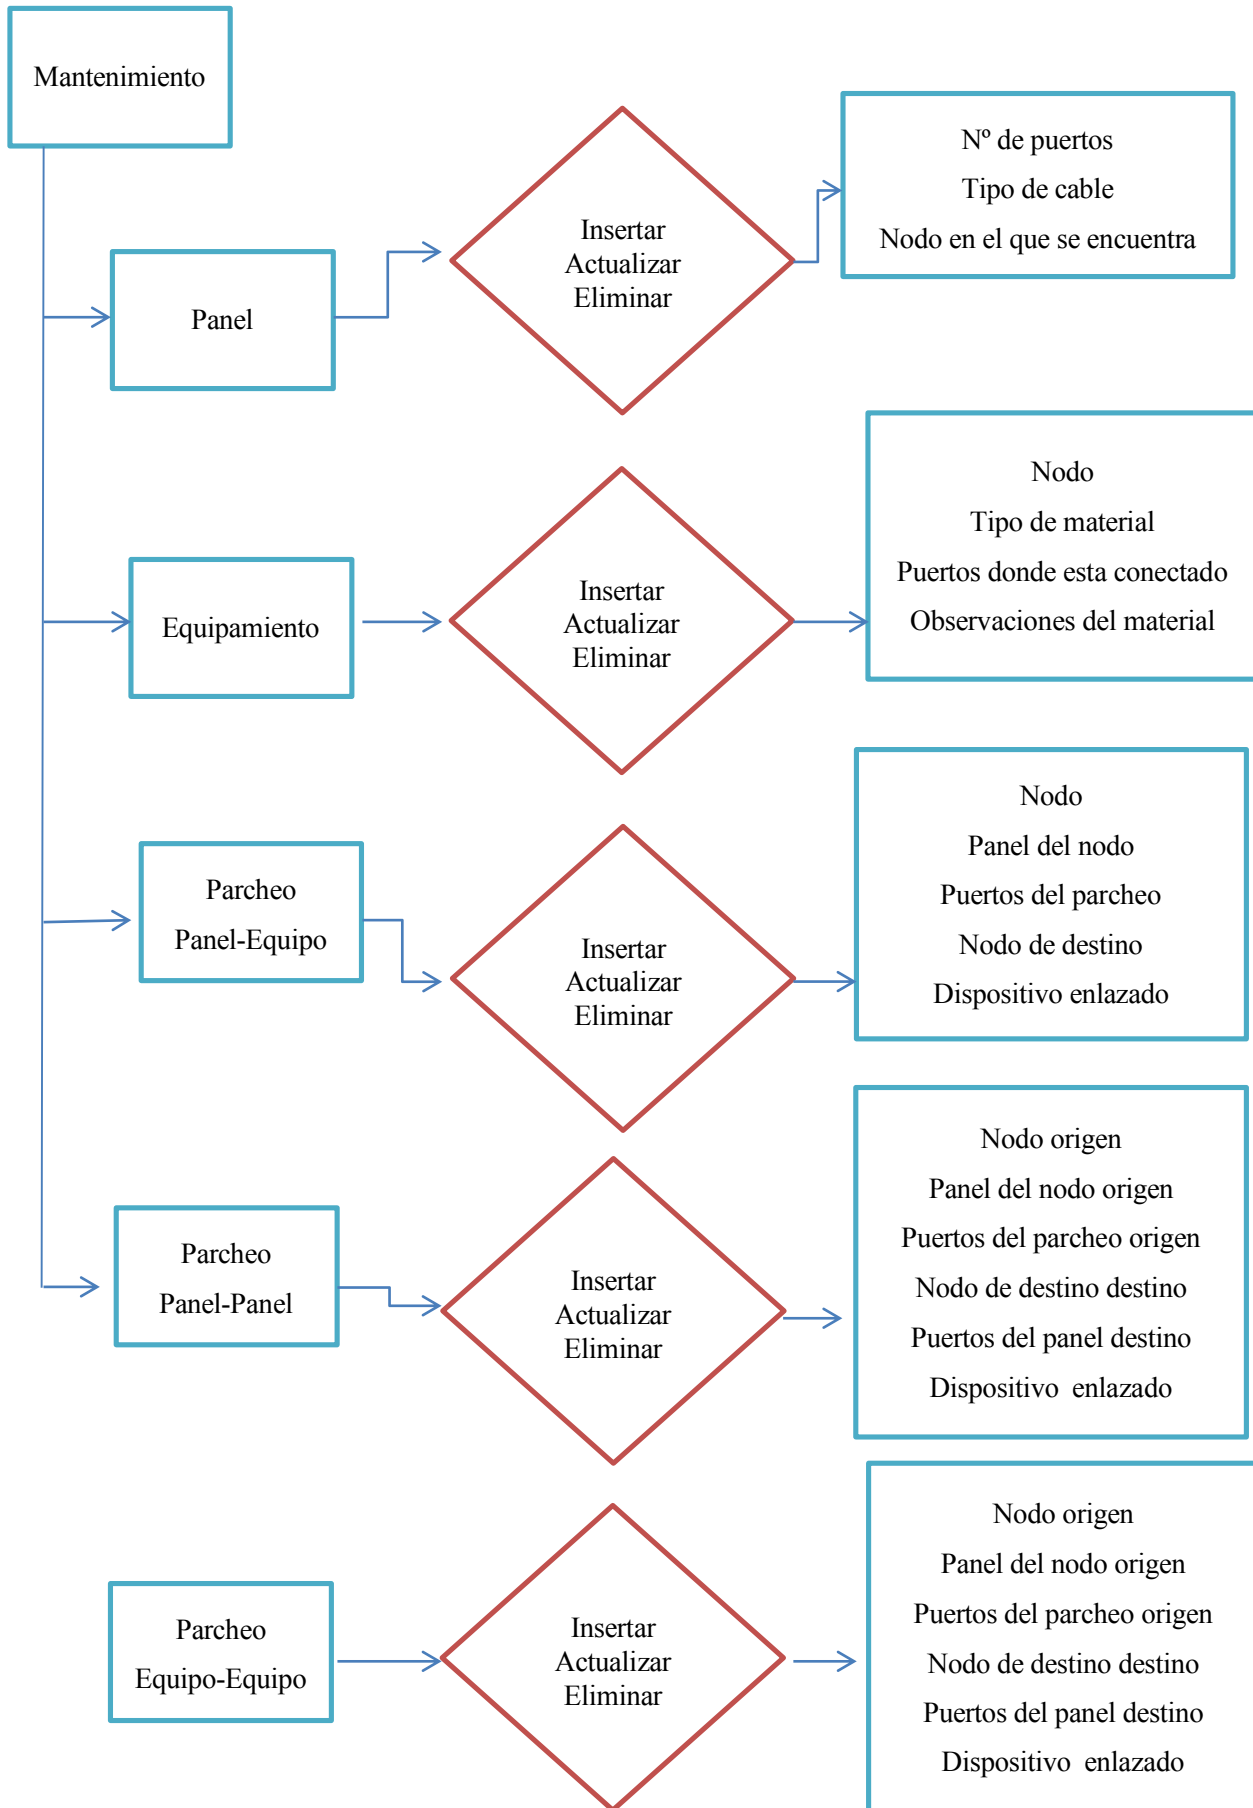 Mantenimiento
Panel
Insertar
Actualizar
Eliminar
Nº de puertos
Tipo de cable
Nodo en el que se encuentra
Equipamiento
Insertar
Actualizar
Eliminar
Nodo
Tipo de material
Puertos donde esta conectado
Observaciones del material
Parcheo
Panel-Equipo
Insertar
Actualizar
Eliminar
Nodo
Panel del nodo
Puertos del parcheo
Nodo de destino
Dispositivo enlazado
Parcheo
Panel-Panel
Insertar
Actualizar
Eliminar
Nodo origen
Panel del nodo origen
Puertos del parcheo origen
Nodo de destino destino
Puertos del panel destino
Dispositivo enlazado
Parcheo
Equipo-Equipo
Insertar
Actualizar
Eliminar
Nodo origen
Panel del nodo origen
Puertos del parcheo origen
Nodo de destino destino
Puertos del panel destino
Dispositivo enlazado